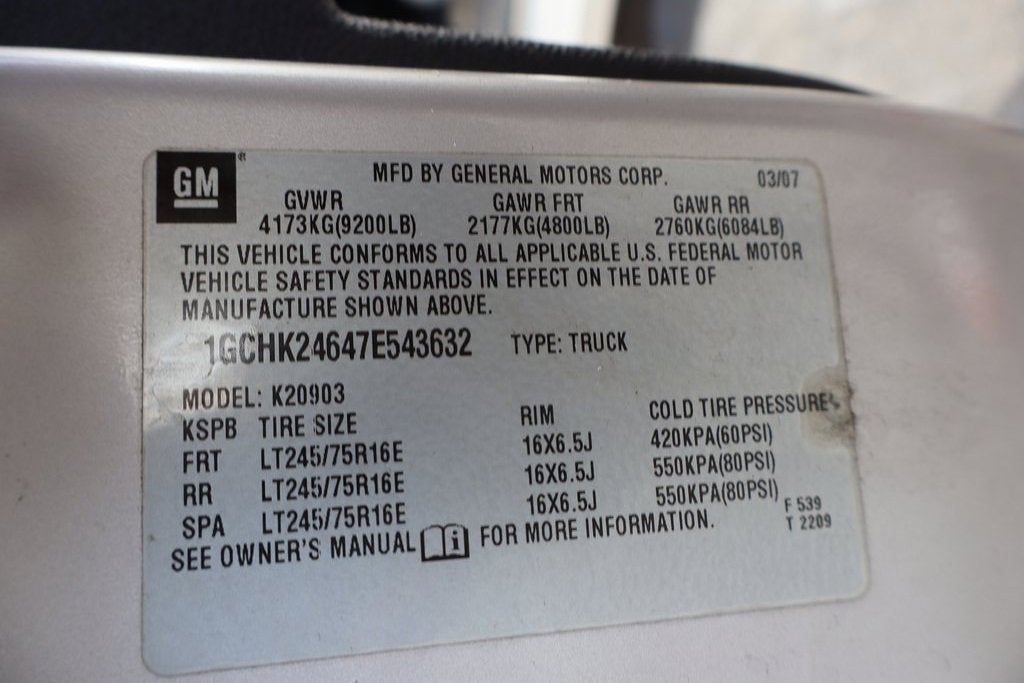 GM®
MFD BY GENERAL MOTORS CORP. 03/07
GVWR GAWR FRT GAWR RR
4173KG(9200LB) 2177KG(4800LB) 2760KG(6084LB)
THIS VEHICLE CONFORMS TO ALL APPLICABLE U.S. FEDERAL MOTOR
VEHICLE SAFETY STANDARDS IN EFFECT ON THE DATE OF
MANUFACTURE SHOWN ABOVE.
1GCHK24647E543632 TYPE: TRUCK
MODEL: K20903
KSPB TIRE SIZE RIM COLD TIRE PRESSURE
FRT LT245/75R16E 16X6.5J 420KPA(60PSI)
RR LT245/75R16E 16X6.5J 550KPA(80PSI)
SPA LT245/75R16E 16X6.5J 550KPA(80PSI)
SEE OWNER'S MANUAL i FOR MORE INFORMATION.
F 539
T 2209